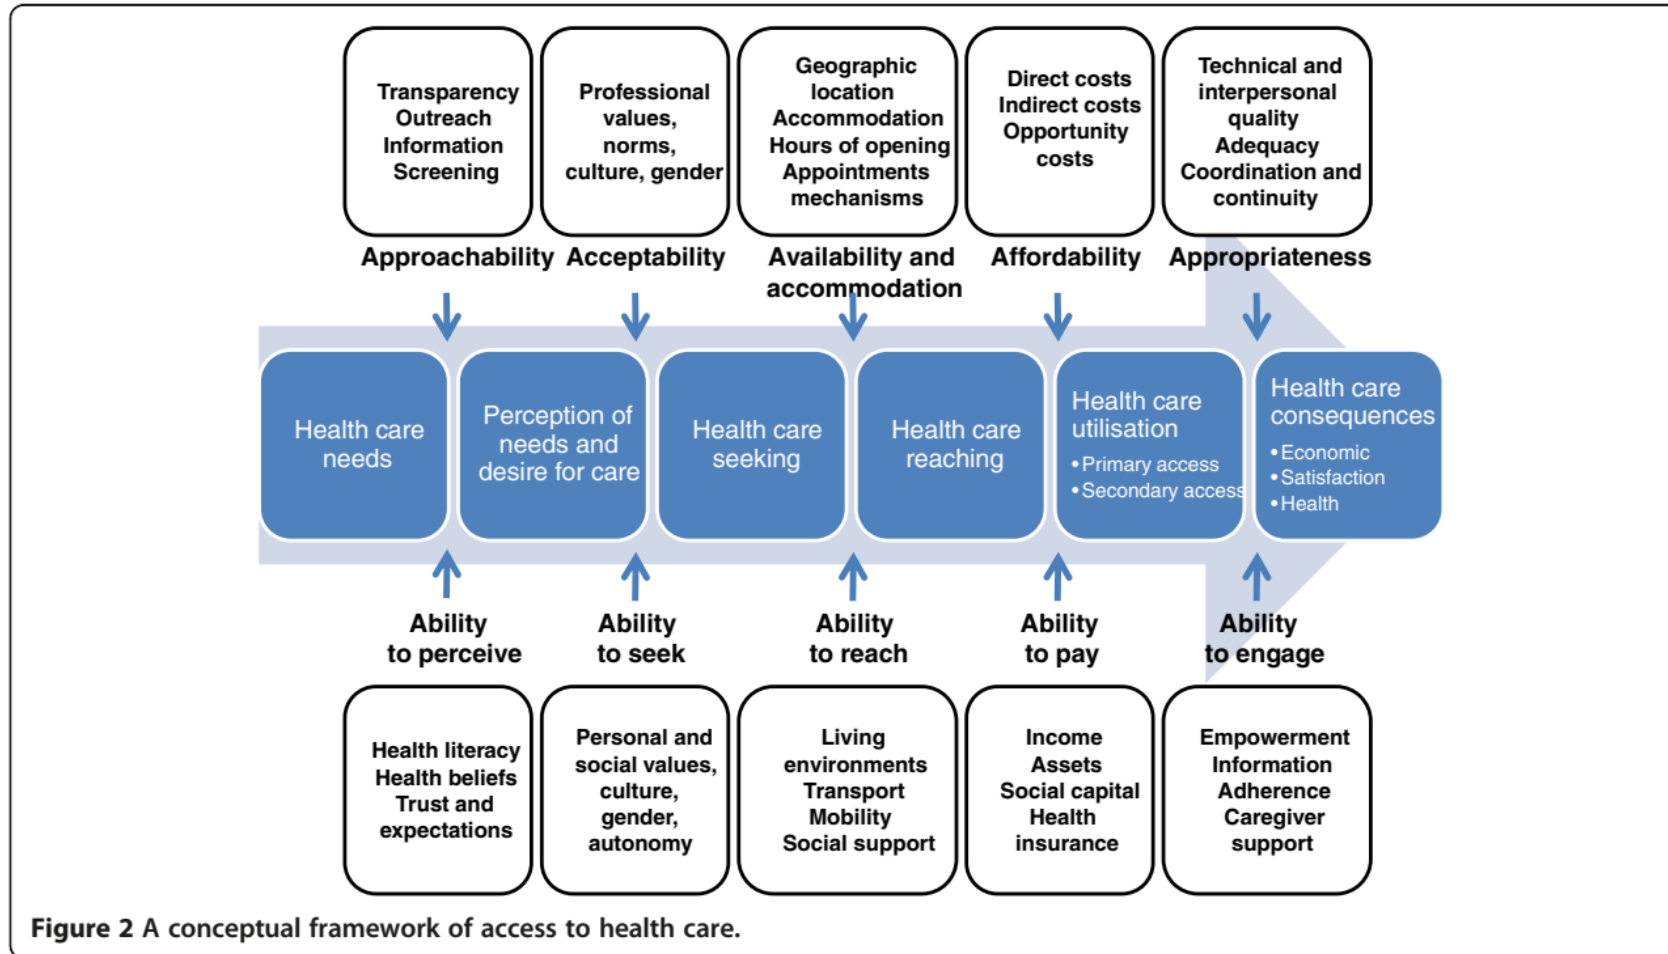 Transparency
Outreach
Information
Screening
Professional
values,
norms,
culture, gender
Geographic
location
Accommodation
Hours of opening
Appointments
mechanisms
Direct costs
Indirect costs
Opportunity
costs
Technical and
interpersonal
quality
Adequacy
Coordination and
continuity
Approachability
Acceptability
Availability and
accommodation
Affordability
Appropriateness
Health care
needs
Perception of
needs and
desire for care
Health care
seeking
Health care
reaching
Health care
utilisation
•Primary access
•Secondary access
Health care
consequences
•Economic
•Satisfaction
•Health
Ability
to perceive
Ability
to seek
Ability
to reach
Ability
to pay
Ability
to engage
Health literacy
Health beliefs
Trust and
expectations
Personal and
social values,
culture,
gender,
autonomy
Living
environments
Transport
Mobility
Social support
Income
Assets
Social capital
Health
insurance
Empowerment
Information
Adherence
Caregiver
support
Figure 2 A conceptual framework of access to health care.